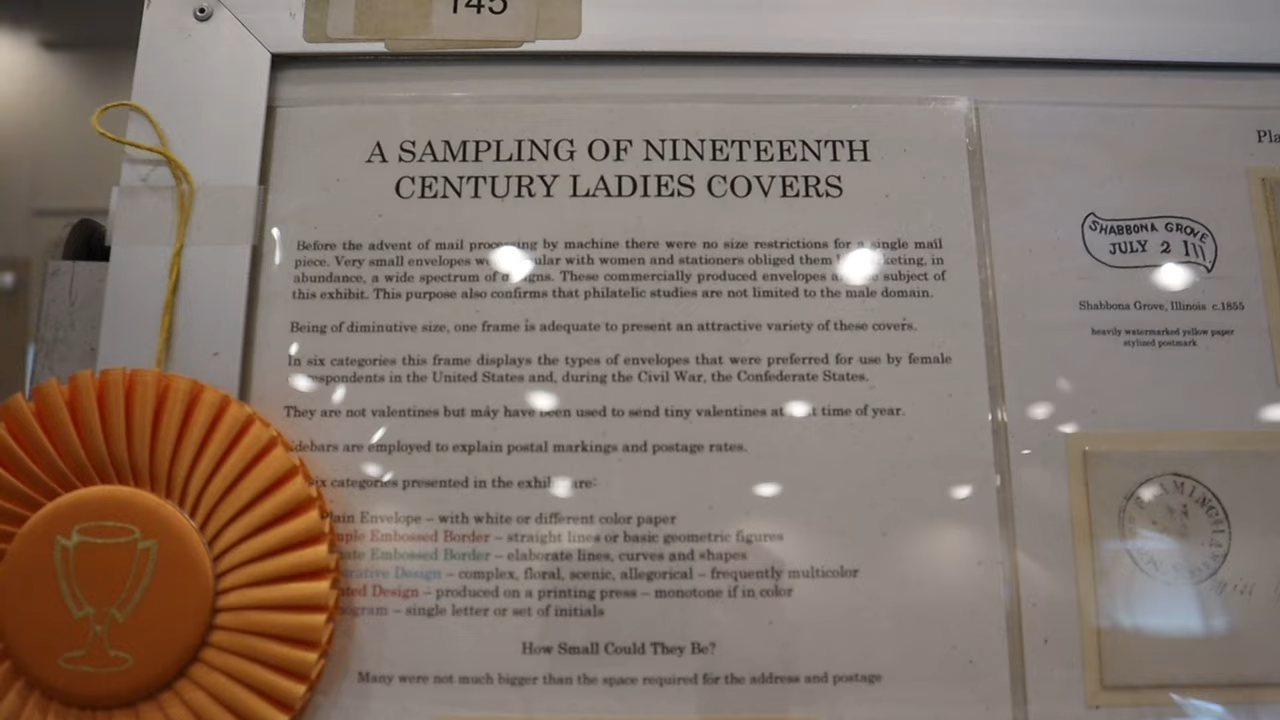 145
A SAMPLING OF NINETEENTH
CENTURY LADIES COVERS
Before the advent of mail processing by machine there were no size restrictions for a single mail
piece. Very small envelopes were popular with women and stationers obliged them by marketing, in
abundance, a wide spectrum of designs. These commercially produced envelopes are the subject of
this exhibit. This purpose also confirms that philatelic studies are not limited to the male domain.
Being of diminutive size, one frame is adequate to present an attractive variety of these covers.
In six categories this frame displays the types of envelopes that were preferred for use by female
correspondents in the United States and, during the Civil War, the Confederate States.
They are not valentines but may have been used to send tiny valentines at that time of year.
Sidebars are employed to explain postal markings and postage rates.
six categories presented in the exhibit are:
Plain Envelope – with white or different color paper
Simple Embossed Border – straight lines or basic geometric figures
Ornate Embossed Border – elaborate lines, curves and shapes
Decorative Design – complex, floral, scenic, allegorical – frequently multicolor
Printed Design – produced on a printing press – monotone if in color
Monogram – single letter or set of initials
How Small Could They Be?
Many were not much bigger than the space required for the address and postage
Pla
SHABBONA GROVE
JULY 2
Shabbona Grove, Illinois c.1855
heavily watermarked yellow paper
stylized postmark